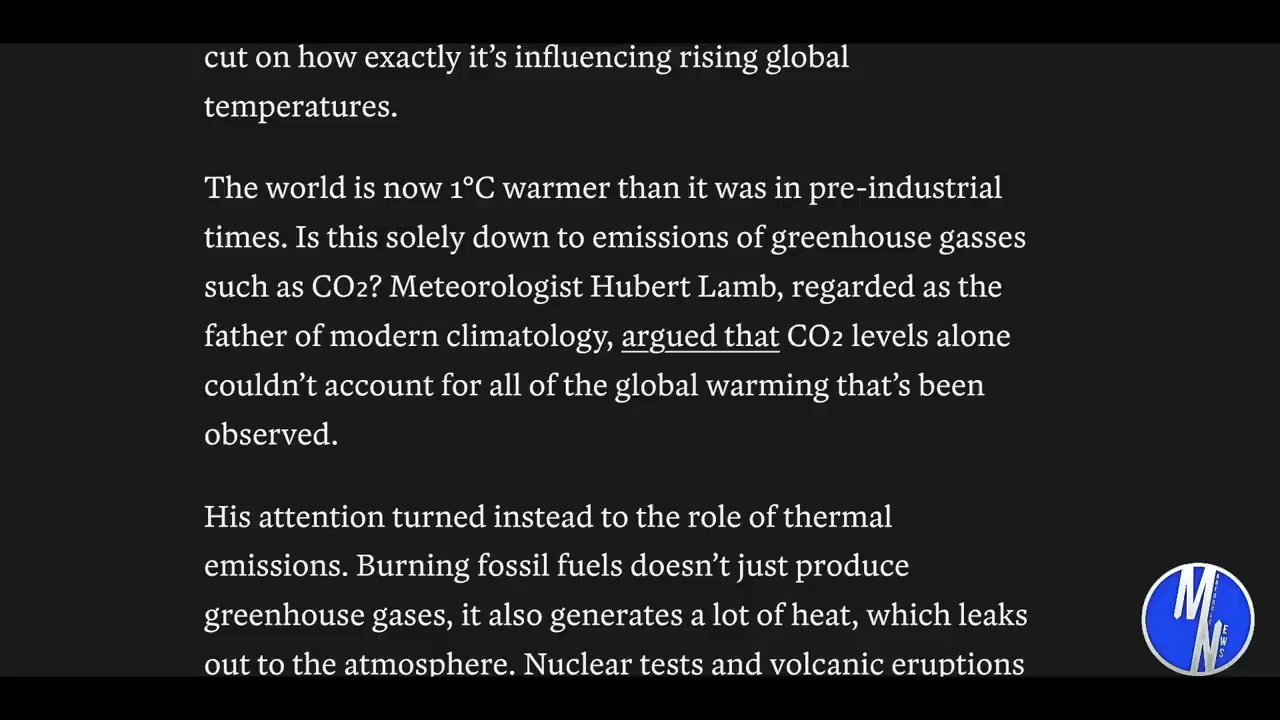 cut on how exactly it’s influencing rising global
temperatures.
The world is now 1°C warmer than it was in pre-industrial
times. Is this solely down to emissions of greenhouse gasses
such as CO2? Meteorologist Hubert Lamb, regarded as the
father of modern climatology, argued that CO2 levels alone
couldn’t account for all of the global warming that’s been
observed.
His attention turned instead to the role of thermal
emissions. Burning fossil fuels doesn’t just produce
greenhouse gases, it also generates a lot of heat, which leaks
out to the atmosphere. Nuclear tests and volcanic eruptions
M
N
EWS